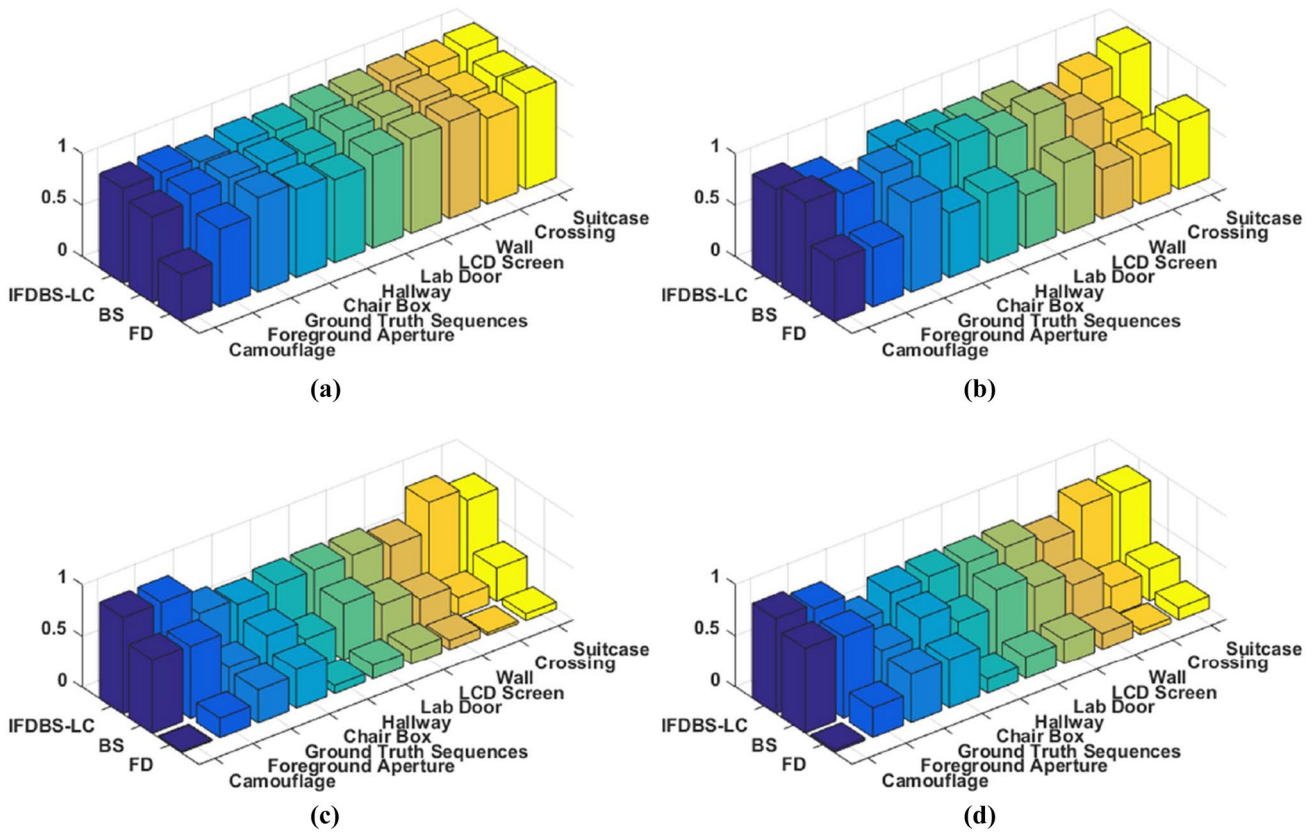 1
0.5
0
IFDBS-LC
BS
FD
Suitcase
Crossing
Wall
LCD Screen
Lab Door
Hallway
Chair Box
Ground Truth Sequences
Foreground Aperture
Camouflage
(a)
1
0.5
0
IFDBS-LC
BS
FD
Suitcase
Crossing
Wall
LCD Screen
Lab Door
Hallway
Chair Box
Ground Truth Sequences
Foreground Aperture
Camouflage
(b)
1
0.5
0
IFDBS-LC
BS
FD
Suitcase
Crossing
Wall
LCD Screen
Lab Door
Hallway
Chair Box
Ground Truth Sequences
Foreground Aperture
Camouflage
(c)
1
0.5
0
IFDBS-LC
BS
FD
Suitcase
Crossing
Wall
LCD Screen
Lab Door
Hallway
Chair Box
Ground Truth Sequences
Foreground Aperture
Camouflage
(d)